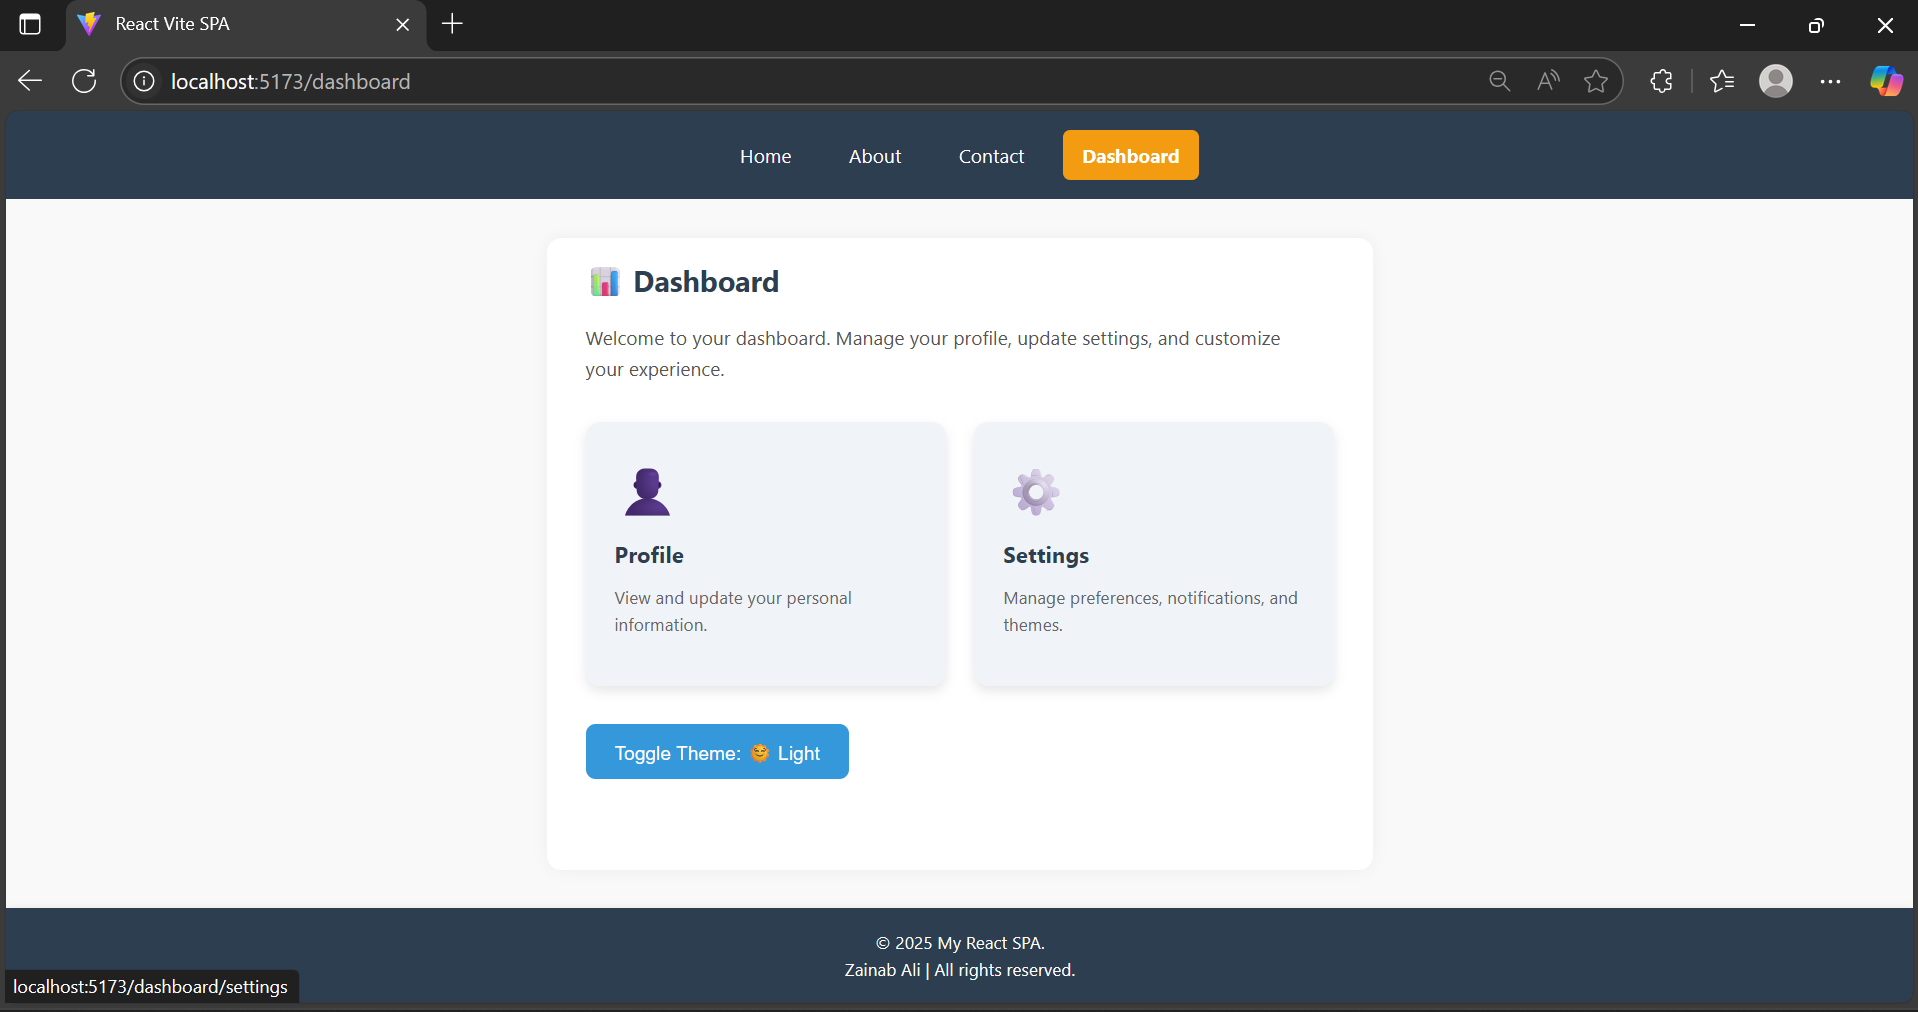 React Vite SPA
localhost:5173/dashboard
Home About Contact Dashboard
Dashboard
Welcome to your dashboard. Manage your profile, update settings, and customize
your experience.
Profile
View and update your personal
information.
Settings
Manage preferences, notifications, and
themes.
Toggle Theme: 🌞 Light
© 2025 My React SPA.
Zainab Ali | All rights reserved.
localhost:5173/dashboard/settings